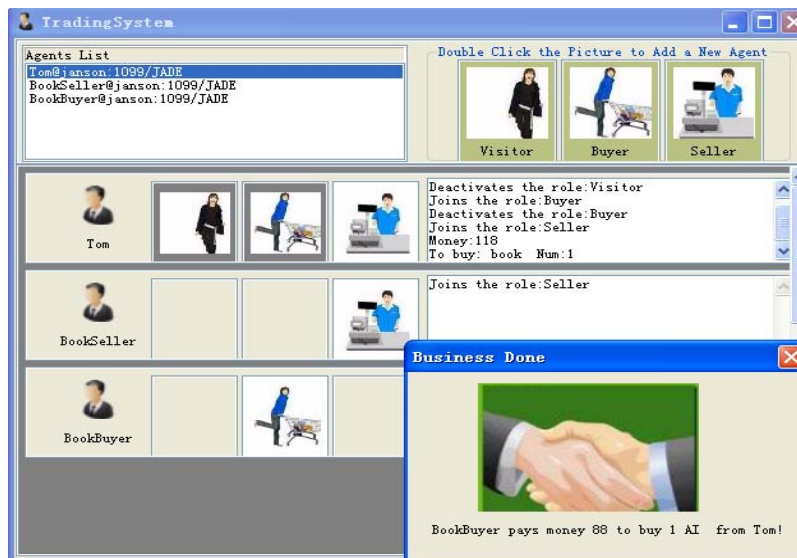 TradingSystem
Agents List
Tom@janson:1099/JADE
BookSeller@janson:1099/JADE
BookBuyer@janson:1099/JADE
Double Click the Picture to Add a New Agent
Visitor
Buyer
Seller
Tom
Deactivates the role:Visitor
Joins the role:Buyer
Deactivates the role:Buyer
Joins the role:Seller
Money:118
To buy: book Num:1
BookSeller
Joins the role:Seller
BookBuyer
Business Done
BookBuyer pays money 88 to buy 1 AI from Tom!